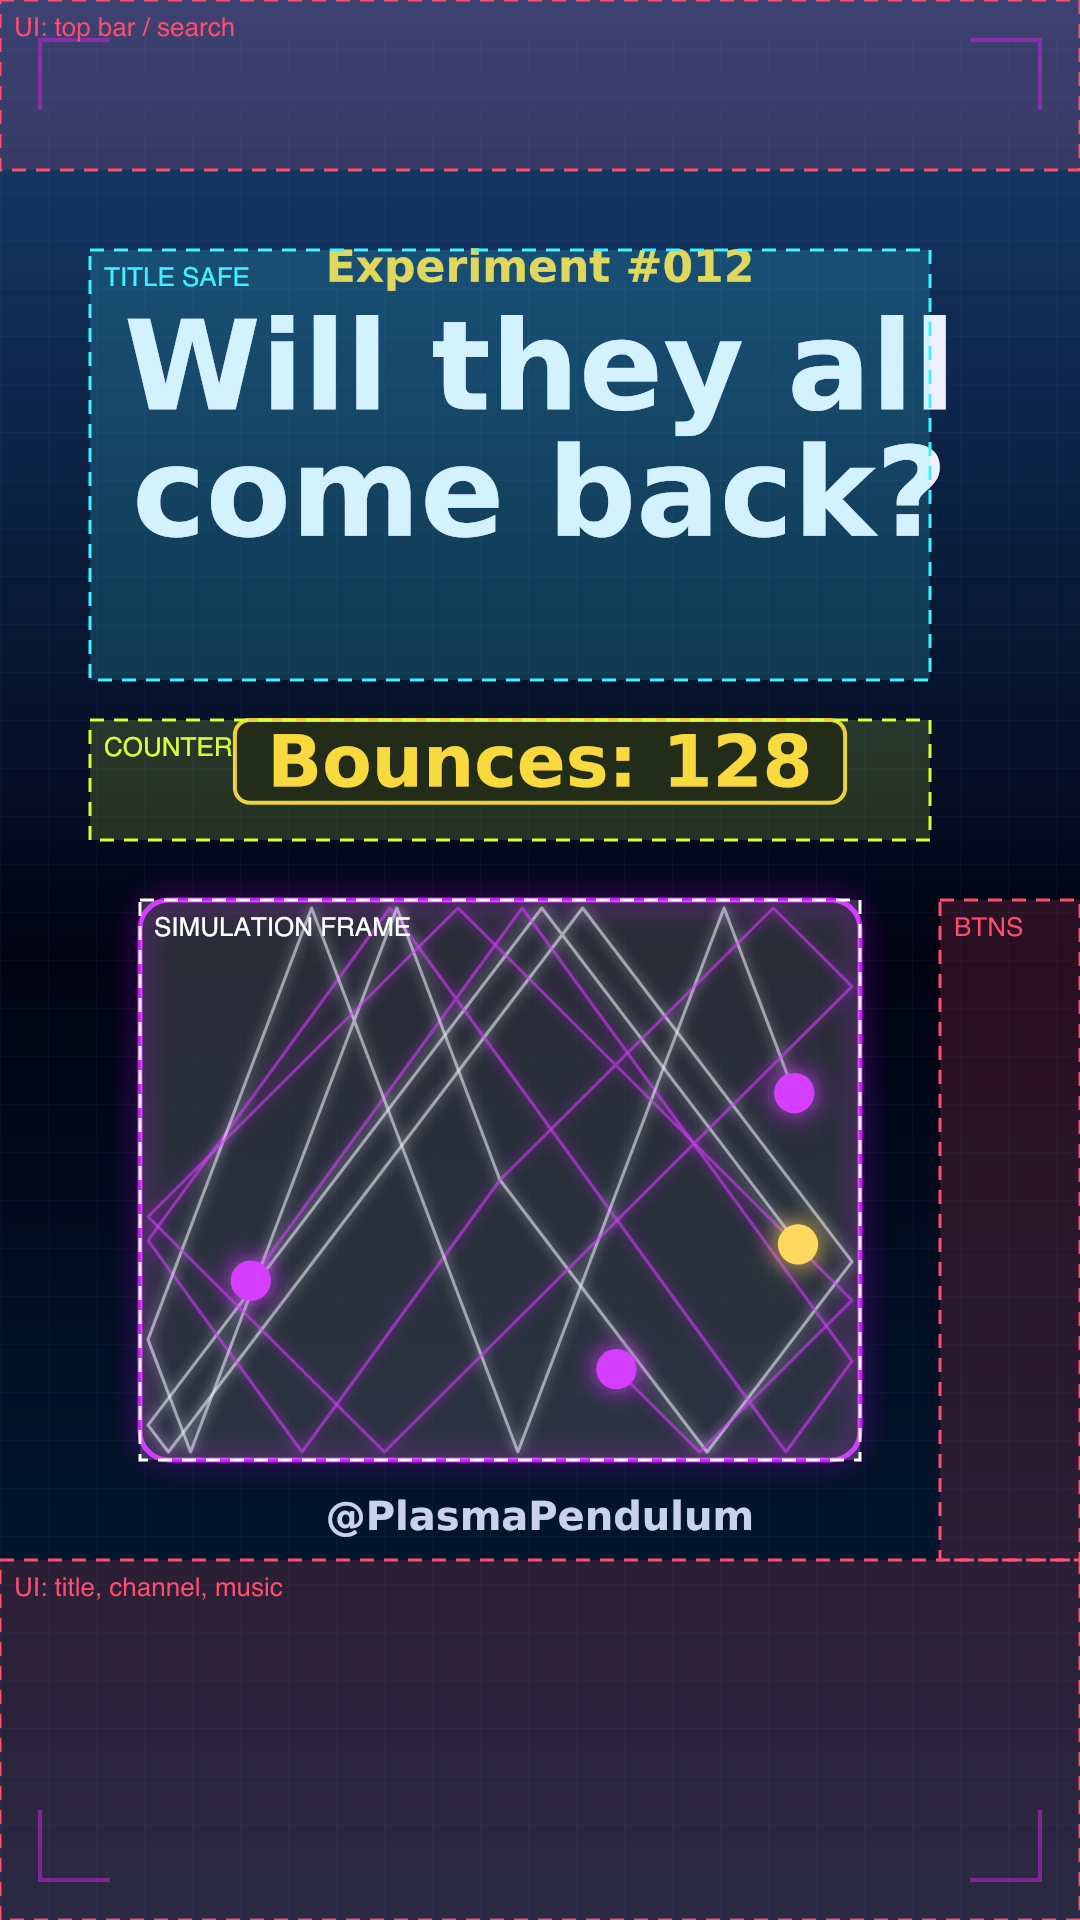 UI: top bar / search
Experiment #012
TITLE SAFE
Will they all
come back?
COUNTER
Bounces: 128
SIMULATION FRAME
BTNS
@PlasmaPendulum
UI: title, channel, music